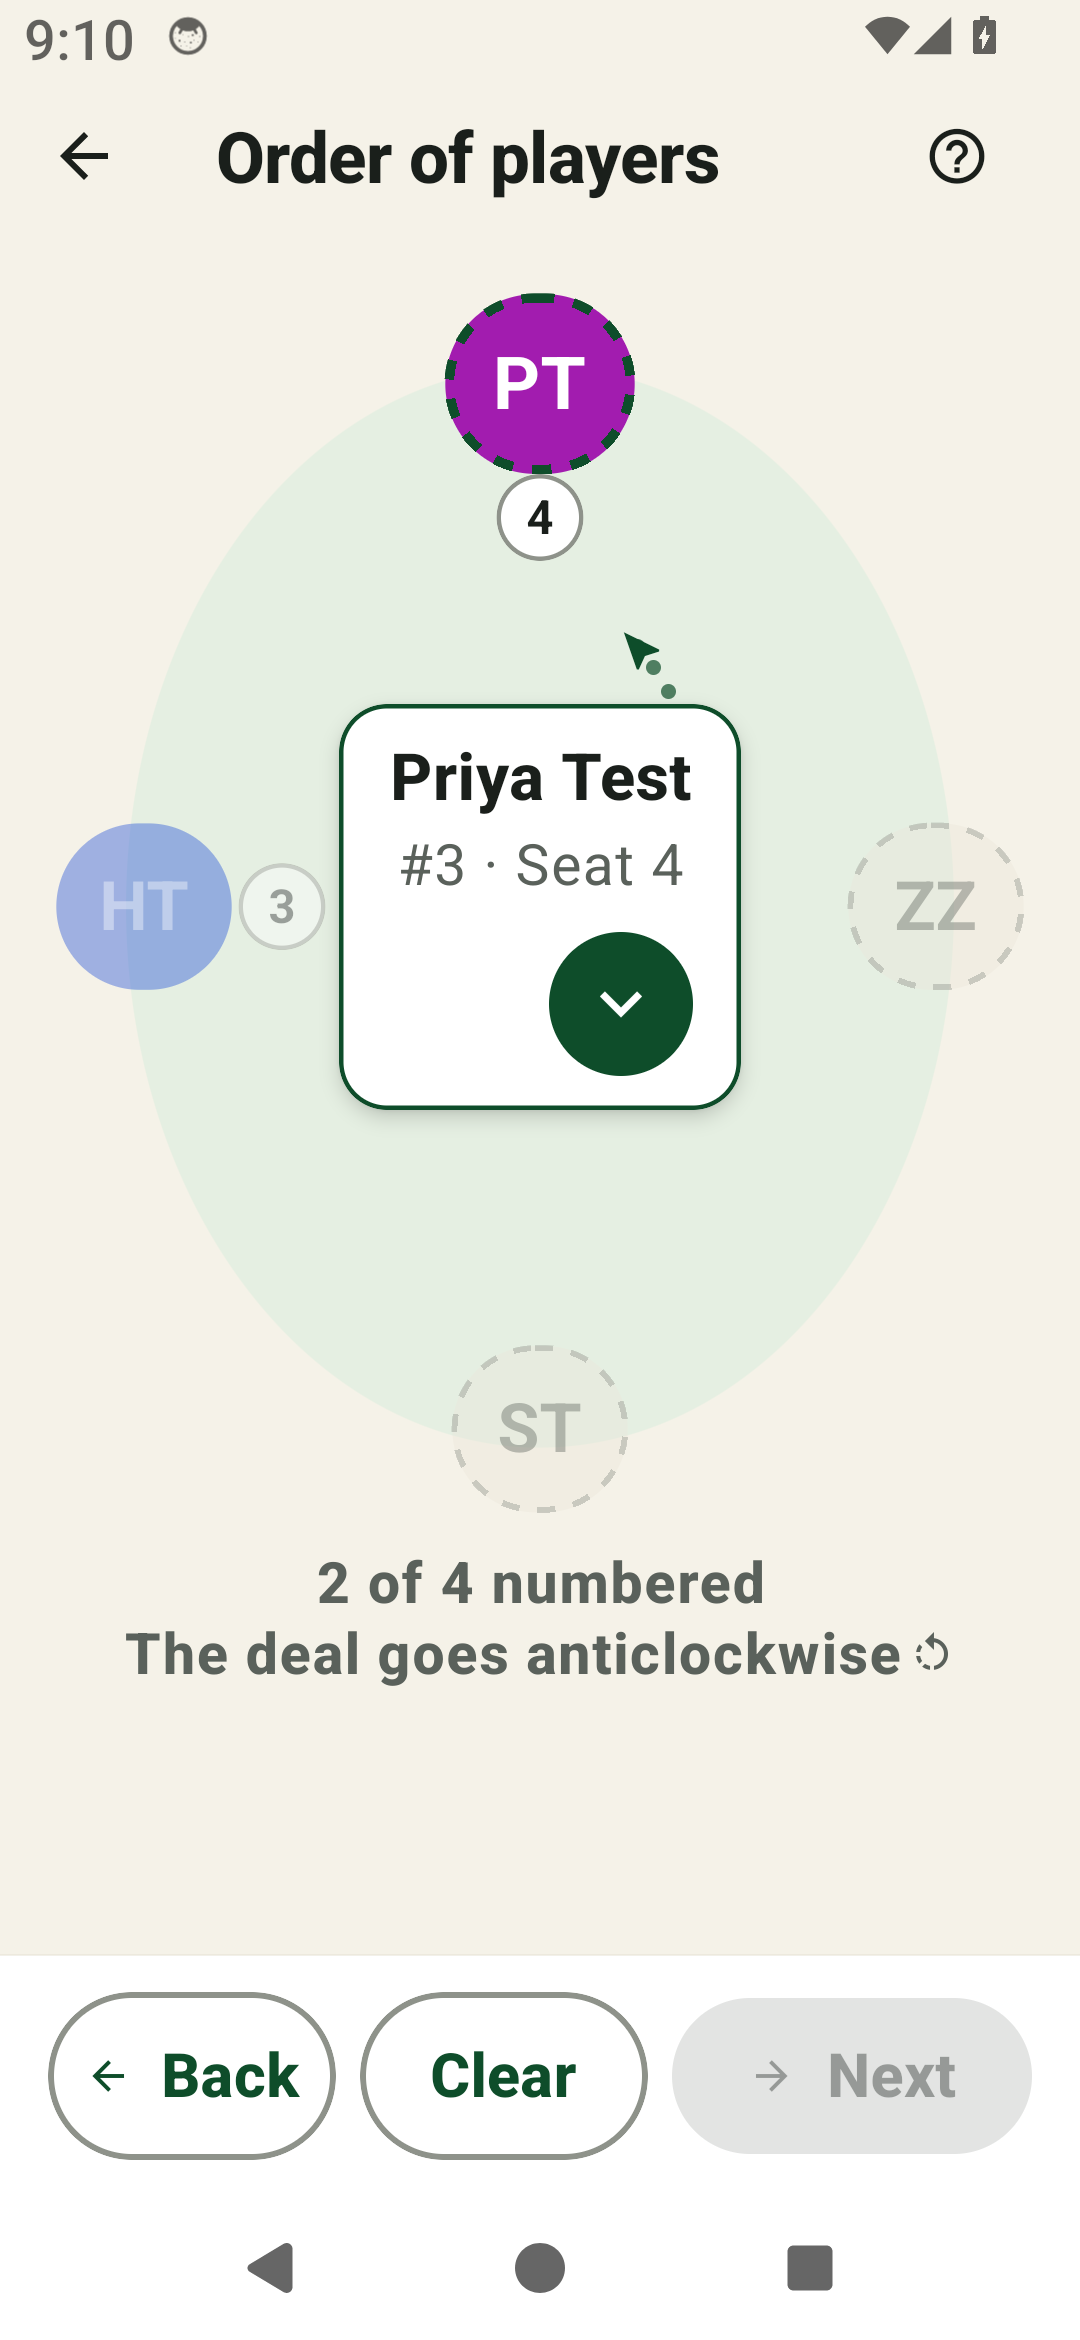 9:10
Order of players
PT
4
Priya Test
#3 · Seat 4
HT
3
ZZ
ST
2 of 4 numbered
The deal goes anticlockwise
Back
Clear
Next